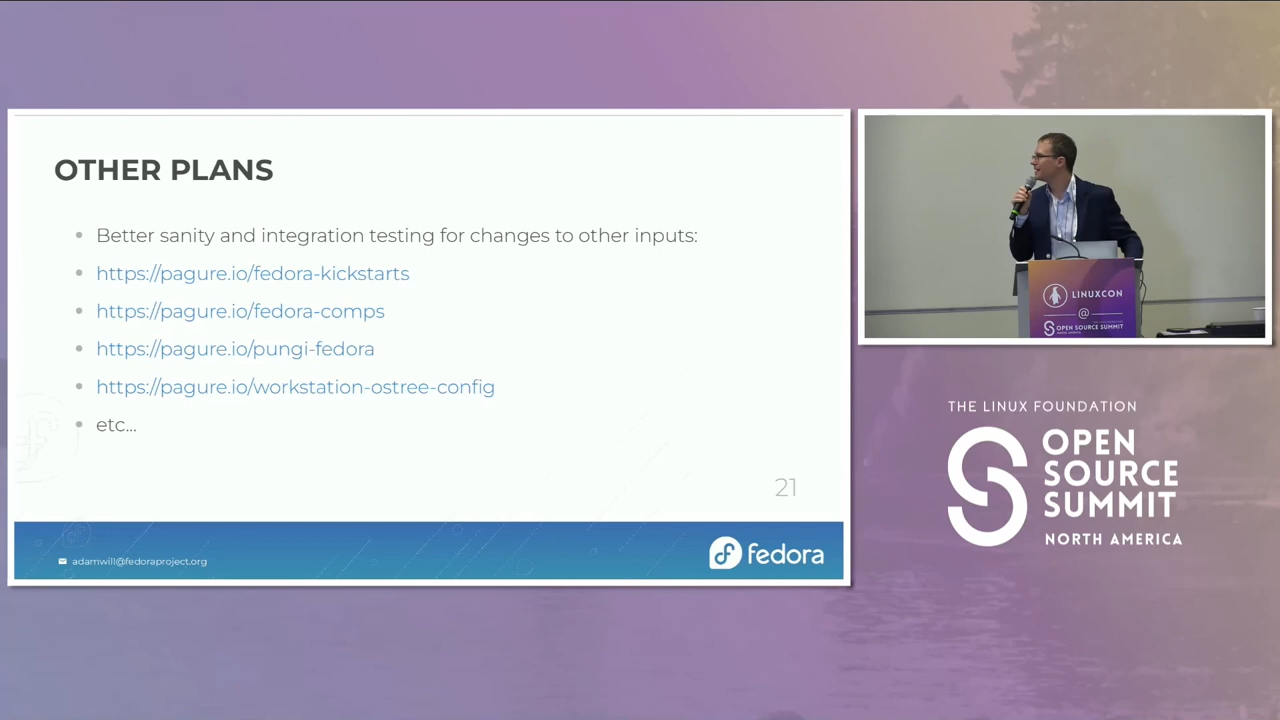 OTHER PLANS
Better sanity and integration testing for changes to other inputs:
https://pagure.io/fedora-kickstarts
https://pagure.io/fedora-comps
https://pagure.io/pungi-fedora
https://pagure.io/workstation-ostree-config
etc...
21
adamwill@fedoraproject.org
fedora
LINUXCON
@
OPEN SOURCE SUMMIT
THE LINUX FOUNDATION
OPEN
SOURCE
SUMMIT
NORTH AMERICA